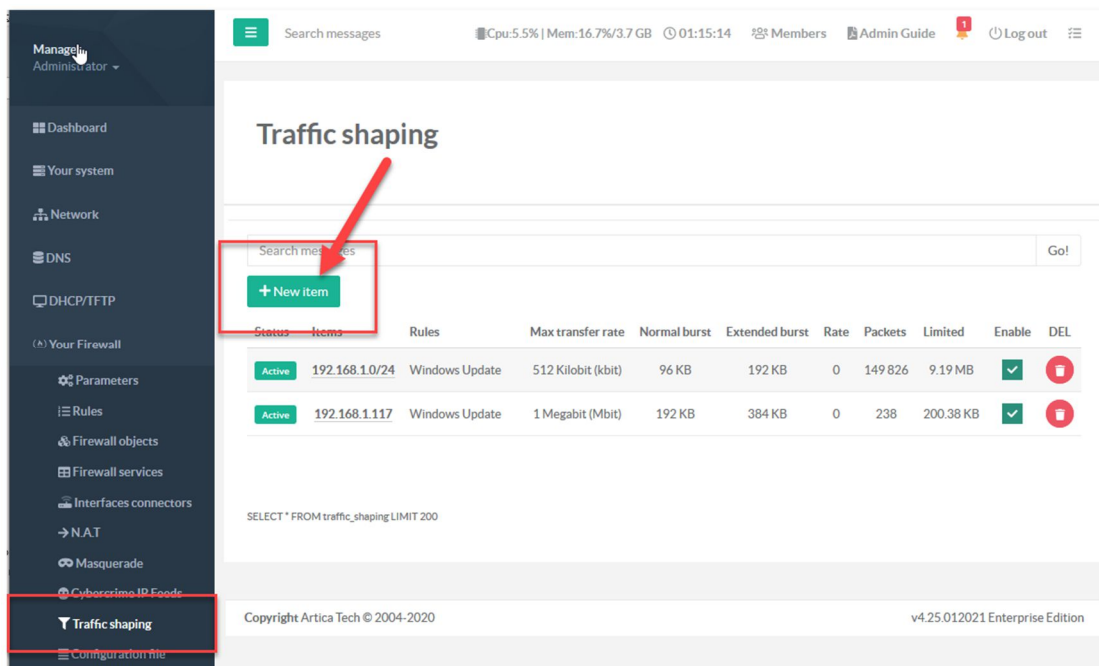 Manager
Administrator
Dashboard
Your system
Network
DNS
DHCP/TFTP
Your Firewall
Parameters
Rules
Firewall objects
Firewall services
Interfaces connectors
N.A.T
Masquerade
Cybercrime IP Feeds
Traffic shaping
Configuration file
Search messages Cpu:5.5% | Mem:16.7%/3.7 GB 01:15:14 Members Admin Guide 1 Log out
Traffic shaping
Search messages Go!
+ New item
Status Items Rules Max transfer rate Normal burst Extended burst Rate Packets Limited Enable DEL
Active 192.168.1.0/24 Windows Update 512 Kilobit (kbit) 96 KB 192 KB 0 149 826 9.19 MB
Active 192.168.1.117 Windows Update 1 Megabit (Mbit) 192 KB 384 KB 0 238 200.38 KB
SELECT * FROM traffic_shaping LIMIT 200
Copyright Artica Tech © 2004-2020 v4.25.012021 Enterprise Edition